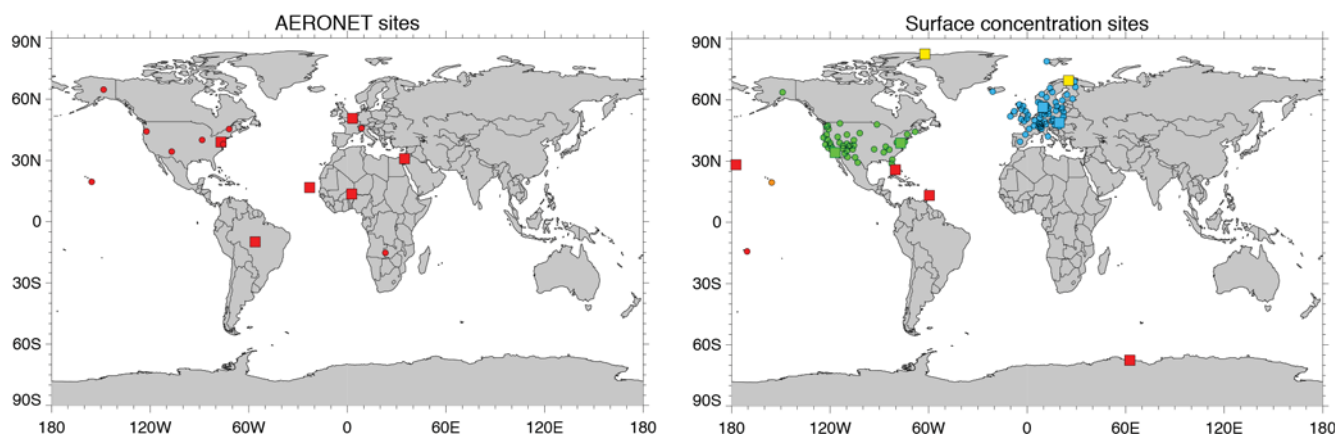 AERONET sites
Surface concentration sites
90N
60N
30N
0
30S
60S
90S
180 120W 60W 0 60E 120E 180
90N
60N
30N
0
30S
60S
90S
180 120W 60W 0 60E 120E 180